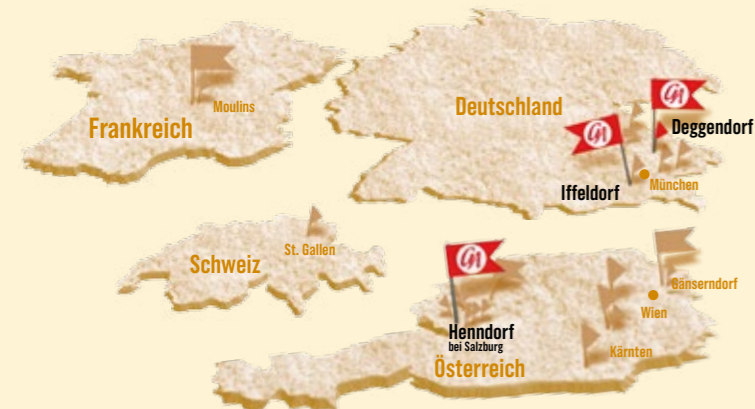 Moulins
Frankreich
Deutschland
Deggendorf
Iffeldorf
München
Schweiz
St. Gallen
Gänserndorf
Wien
Henndorf
bei Salzburg
Kärnten
Österreich